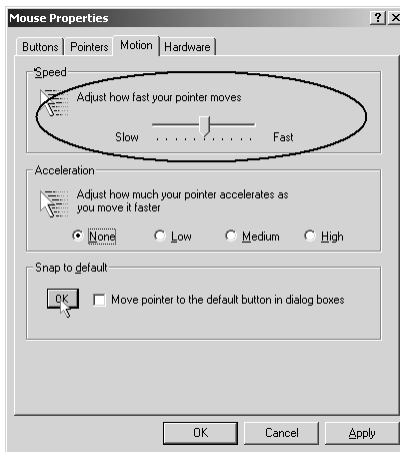 Mouse Properties
Buttons Pointers Motion Hardware
Speed
Adjust how fast your pointer moves
Slow Fast
Acceleration
Adjust how much your pointer accelerates as
you move it faster
None Low Medium High
Snap to default
OK Move pointer to the default button in dialog boxes
OK Cancel Apply